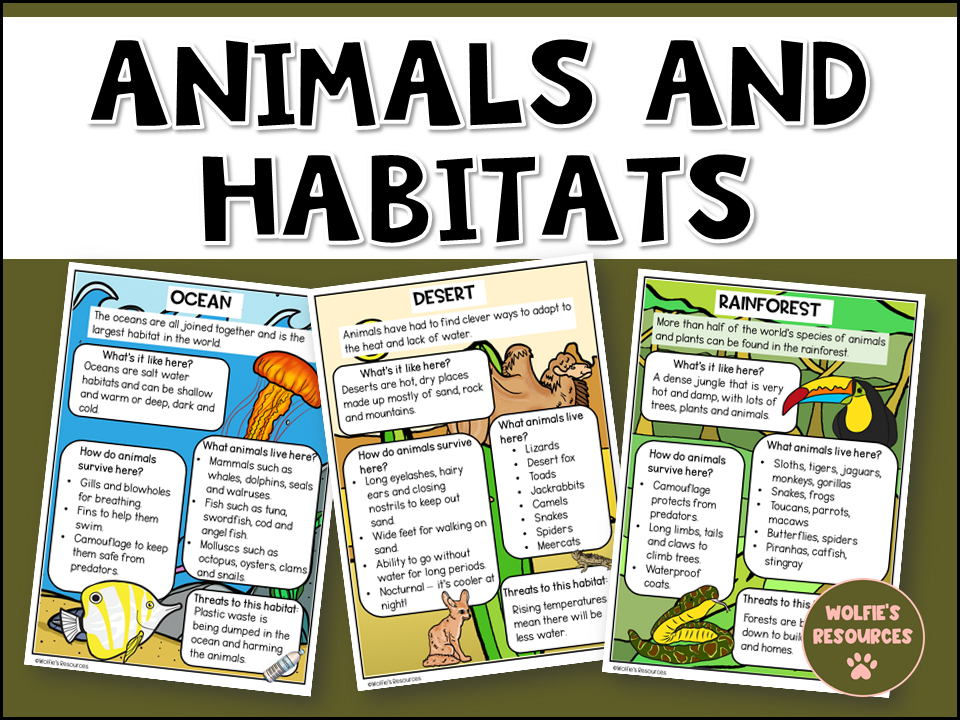 ANIMALS AND
HABITATS
OCEAN
The oceans are all joined together and is the
largest habitat in the world.
What's it like here?
Oceans are salt water
habitats and can be shallow
and warm or deep, dark and
cold.
How do animals
survive here?
• Gills and blowholes
for breathing.
• Fins to help them
swim.
• Camouflage to keep
them safe from
predators.
What animals live here?
• Mammals such as
whales, dolphins, seals
and walruses.
• Fish such as tuna,
swordfish, cod and
angel fish.
• Molluscs such as
octopus, oysters, clams
and snails.
Threats to this habitat:
Plastic waste is
being dumped in the
ocean and harming
the animals.
©Wolfie's Resources
DESERT
Animals have had to find clever ways to adapt to
the heat and lack of water.
What's it like here?
Deserts are hot, dry places
made up mostly of sand, rock
and mountains.
How do animals survive
here?
• Long eyelashes, hairy
ears and closing
nostrils to keep out
sand.
• Wide feet for walking on
sand.
• Ability to go without
water for long periods.
• Nocturnal – it's cooler at
night!
What animals live
here?
• Lizards
• Desert fox
• Toads
• Jackrabbits
• Camels
• Snakes
• Spiders
• Meercats
Threats to this habitat:
Rising temperatures
mean there will be
less water.
©Wolfie's Resources
RAINFOREST
More than half of the world's species of animals
and plants can be found in the rainforest.
What's it like here?
A dense jungle that is very
hot and damp, with lots of
trees, plants and animals.
How do animals
survive here?
• Camouflage
protects from
predators.
• Long limbs, tails
and claws to
climb trees.
• Waterproof
coats.
What animals live here?
• Sloths, tigers, jaguars,
monkeys, gorillas
• Snakes, frogs
• Toucans, parrots,
macaws
• Butterflies, spiders
• Piranhas, catfish,
stingray
Threats to this
Forests are
down to
and homes.
©Wolfie's Resources
WOLFIE'S
RESOURCES